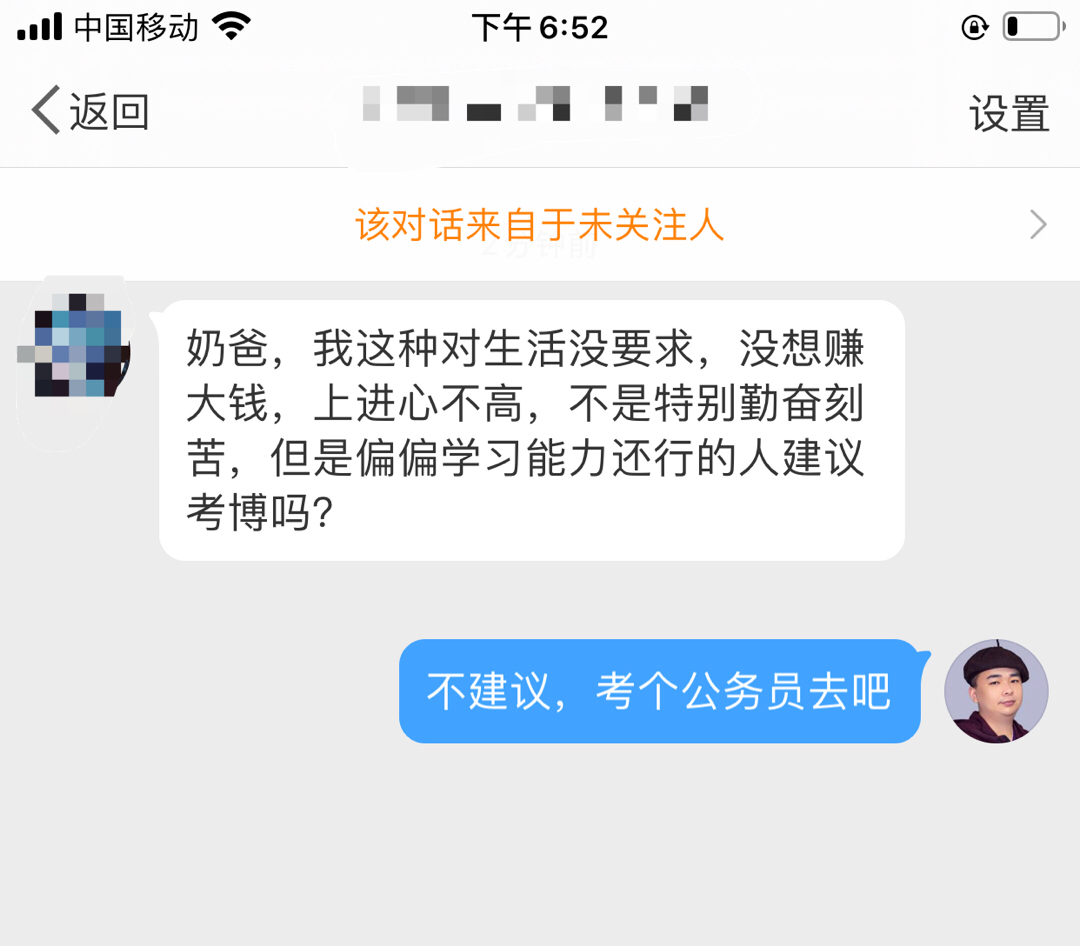 中国移动
下午 6:52
返回
设置
该对话来自于未关注人
奶爸，我这种对生活没要求，没想赚
大钱，上进心不高，不是特别勤奋刻
苦，但是偏偏学习能力还行的人建议
考博吗?
不建议，考个公务员去吧